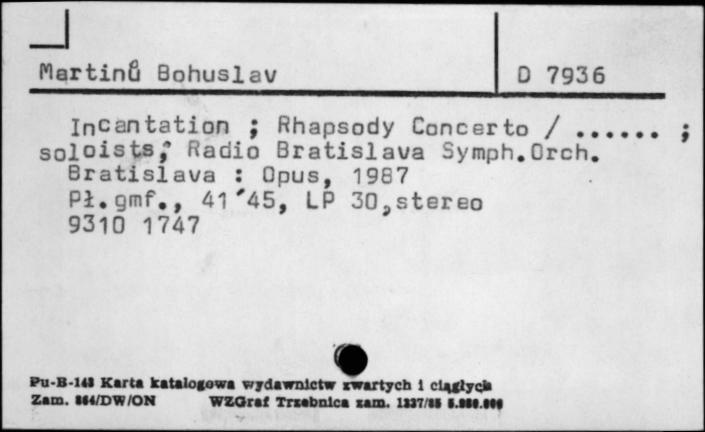 Martinů Bohuslav D 7936
Incantation ; Rhapsody Concerto / ...... ;
soloists; Radio Bratislava Symph.Orch.
Bratislava : Opus, 1987
Pł.gmf., 41´45, LP 30,stereo
9310 1747
Pu-B-143 Karta katalogowa wydawnictw zwartych i ciągłych
Zam. 864/DW/ON WZGraf Trzebnica zam. 1337/85